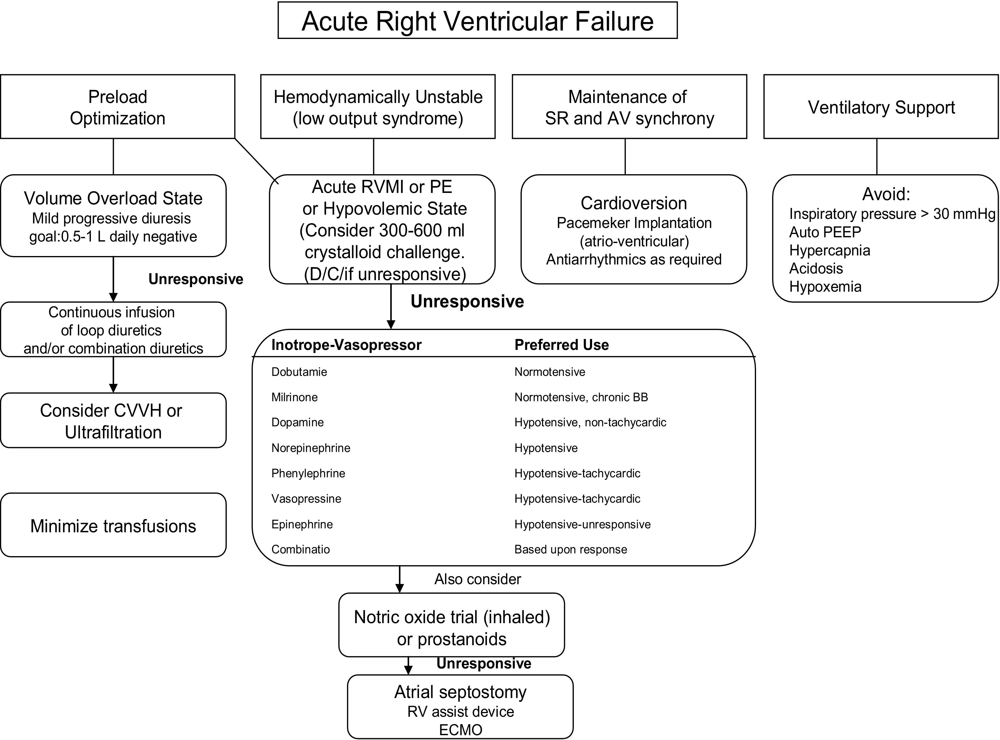 Acute Right Ventricular Failure
Preload
Optimization
Hemodynamically Unstable
(low output syndrome)
Maintenance of
SR and AV synchrony
Ventilatory Support
Volume Overload State
Mild progressive diuresis
goal:0.5-1 L daily negative
Unresponsive
Continuous infusion
of loop diuretics
and/or combination diuretics
Consider CVVH or
Ultrafiltration
Minimize transfusions
Acute RVMI or PE
or Hypovolemic State
(Consider 300-600 ml
crystalloid challenge.
(D/C/if unresponsive)
Unresponsive
Cardioversion
Pacemeker Implantation
(atrio-ventricular)
Antiarrhythmics as required
Avoid:
Inspiratory pressure > 30 mmHg
Auto PEEP
Hypercapnia
Acidosis
Hypoxemia
Inotrope-Vasopressor Preferred Use
Dobutamie Normotensive
Milrinone Normotensive, chronic BB
Dopamine Hypotensive, non-tachycardic
Norepinephrine Hypotensive
Phenylephrine Hypotensive-tachycardic
Vasopressine Hypotensive-tachycardic
Epinephrine Hypotensive-unresponsive
Combinatio Based upon response
Also consider
Notric oxide trial (inhaled)
or prostanoids
Unresponsive
Atrial septostomy
RV assist device
ECMO